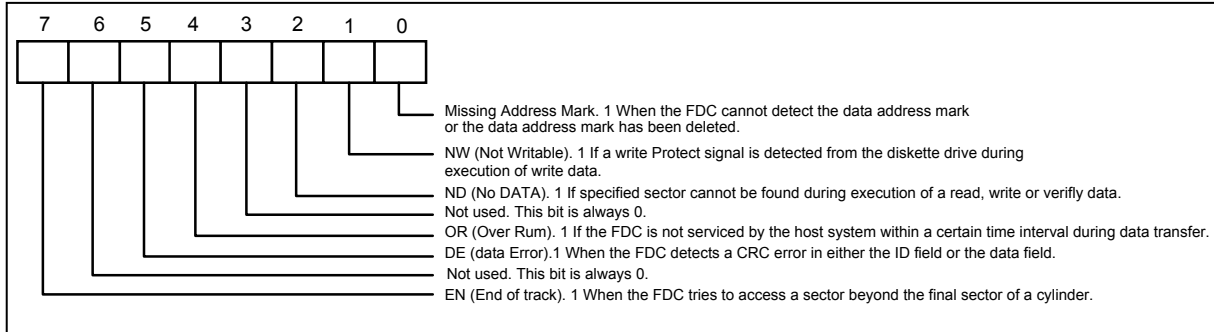 7 6 5 4 3 2 1 0
Missing Address Mark. 1 When the FDC cannot detect the data address mark
or the data address mark has been deleted.
NW (Not Writable). 1 If a write Protect signal is detected from the diskette drive during
execution of write data.
ND (No DATA). 1 If specified sector cannot be found during execution of a read, write or verifly data.
Not used. This bit is always 0.
OR (Over Rum). 1 If the FDC is not serviced by the host system within a certain time interval during data transfer.
DE (data Error).1 When the FDC detects a CRC error in either the ID field or the data field.
Not used. This bit is always 0.
EN (End of track). 1 When the FDC tries to access a sector beyond the final sector of a cylinder.